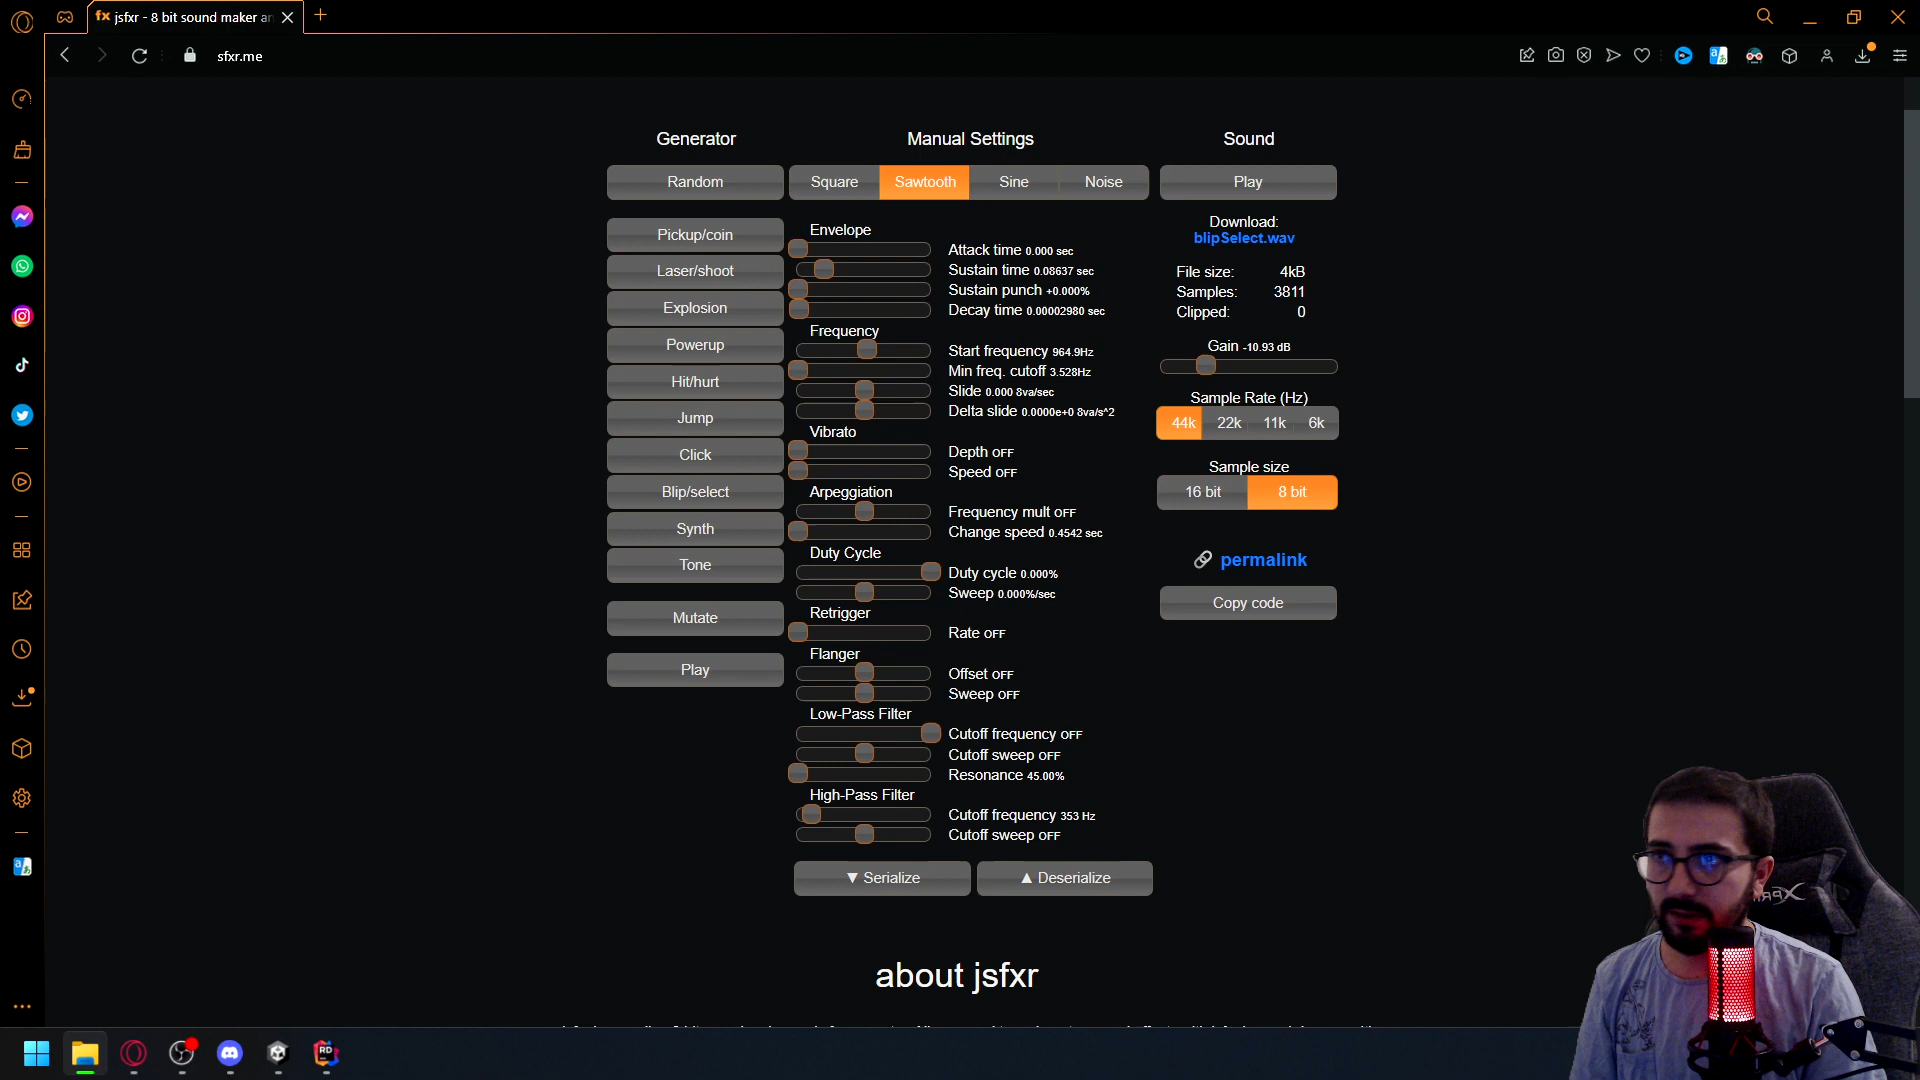 jsfxr - 8 bit sound maker an
sfxr.me
Generator
Manual Settings
Sound
Random
Square
Sawtooth
Sine
Noise
Play
Pickup/coin
Laser/shoot
Explosion
Powerup
Hit/hurt
Jump
Click
Blip/select
Synth
Tone
Mutate
Play
Envelope
Attack time 0.000 sec
Sustain time 0.08637 sec
Sustain punch +0.000%
Decay time 0.00002980 sec
Frequency
Start frequency 964.9Hz
Min freq. cutoff 3.528Hz
Slide 0.000 8va/sec
Delta slide 0.0000e+0 8va/s^2
Vibrato
Depth OFF
Speed OFF
Arpeggiation
Frequency mult OFF
Change speed 0.4542 sec
Duty Cycle
Duty cycle 0.000%
Sweep 0.000%/sec
Retrigger
Rate OFF
Flanger
Offset OFF
Sweep OFF
Low-Pass Filter
Cutoff frequency OFF
Cutoff sweep OFF
Resonance 45.00%
High-Pass Filter
Cutoff frequency 353 Hz
Cutoff sweep OFF
▼ Serialize
▲ Deserialize
Download:
blipSelect.wav
File size: 4kB
Samples: 3811
Clipped: 0
Gain -10.93 dB
Sample Rate (Hz)
44k 22k 11k 6k
Sample size
16 bit 8 bit
permalink
Copy code
about jsfxr